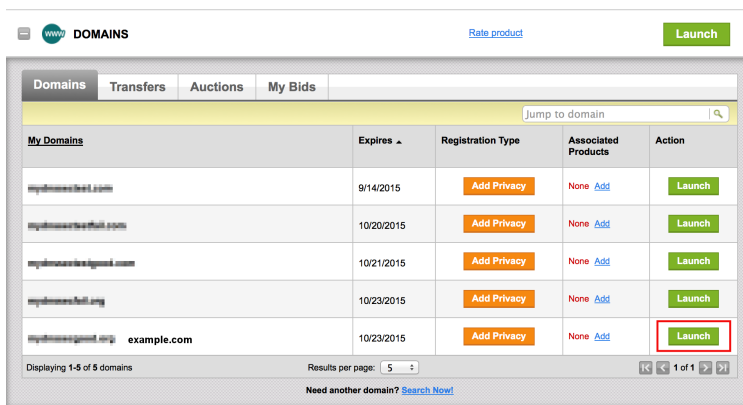 www DOMAINS Rate product Launch
Domains Transfers Auctions My Bids
Jump to domain
My Domains Expires Registration Type Associated Products Action
9/14/2015 Add Privacy None Add Launch
10/20/2015 Add Privacy None Add Launch
10/21/2015 Add Privacy None Add Launch
10/23/2015 Add Privacy None Add Launch
example.com 10/23/2015 Add Privacy None Add Launch
Displaying 1-5 of 5 domains Results per page: 5 1 of 1
Need another domain? Search Now!